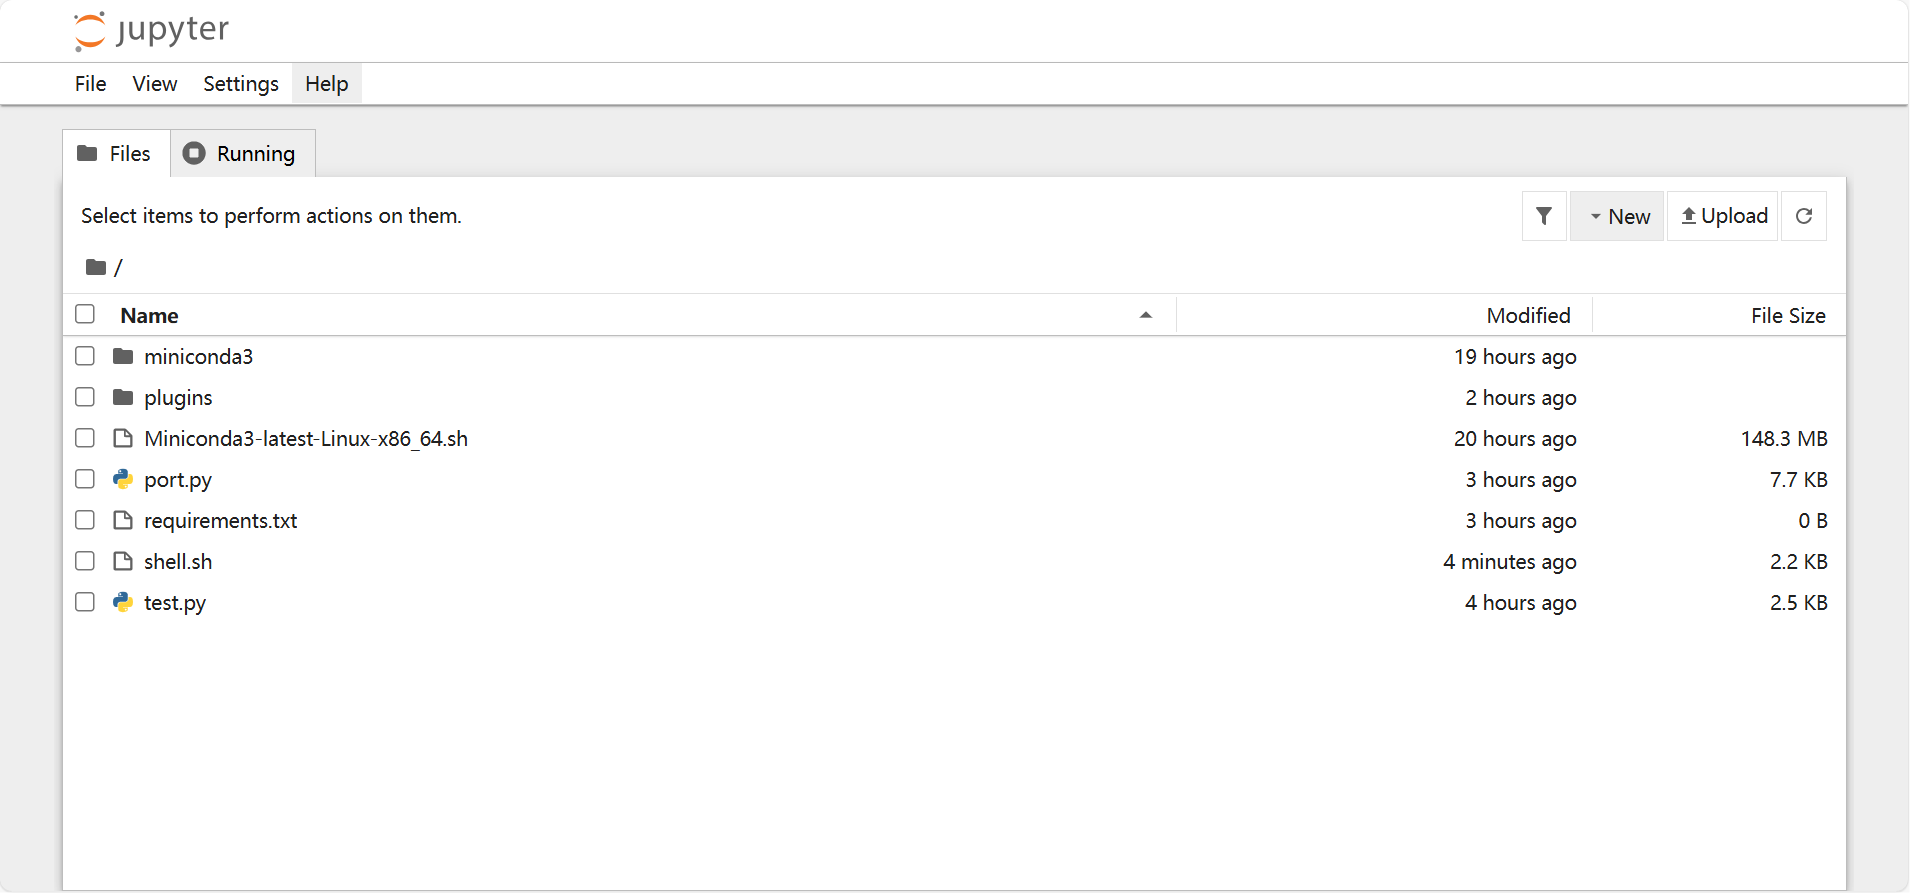 jupyter
File View Settings Help
Files Running
Select items to perform actions on them.
New Upload
/
Name Modified File Size
miniconda3 19 hours ago
plugins 2 hours ago
Miniconda3-latest-Linux-x86_64.sh 20 hours ago 148.3 MB
port.py 3 hours ago 7.7 KB
requirements.txt 3 hours ago 0 B
shell.sh 4 minutes ago 2.2 KB
test.py 4 hours ago 2.5 KB